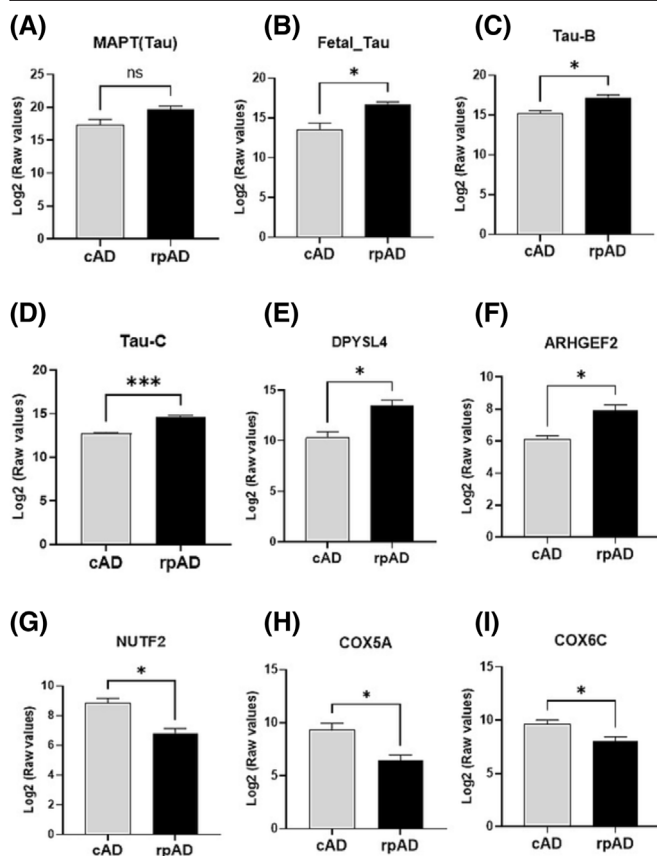 (A)
MAPT(Tau)
ns
Log2 (Raw values)
25
20
15
10
5
0
cAD rpAD
(B)
Fetal_Tau
*
Log2 (Raw values)
20
15
10
5
0
cAD rpAD
(C)
Tau-B
*
Log2 (Raw values)
20
15
10
5
0
cAD rpAD
(D)
Tau-C
***
Log2 (Raw values)
20
15
10
5
0
cAD rpAD
(E)
DPYSL4
*
Log2 (Raw values)
15
10
5
0
cAD rpAD
(F)
ARHGEF2
*
Log2 (Raw values)
10
8
6
4
2
0
cAD rpAD
(G)
NUTF2
*
Log2 (Raw values)
10
8
6
4
2
0
cAD rpAD
(H)
COX5A
*
Log2 (Raw values)
15
10
5
0
cAD rpAD
(I)
COX6C
*
Log2 (Raw values)
15
10
5
0
cAD rpAD